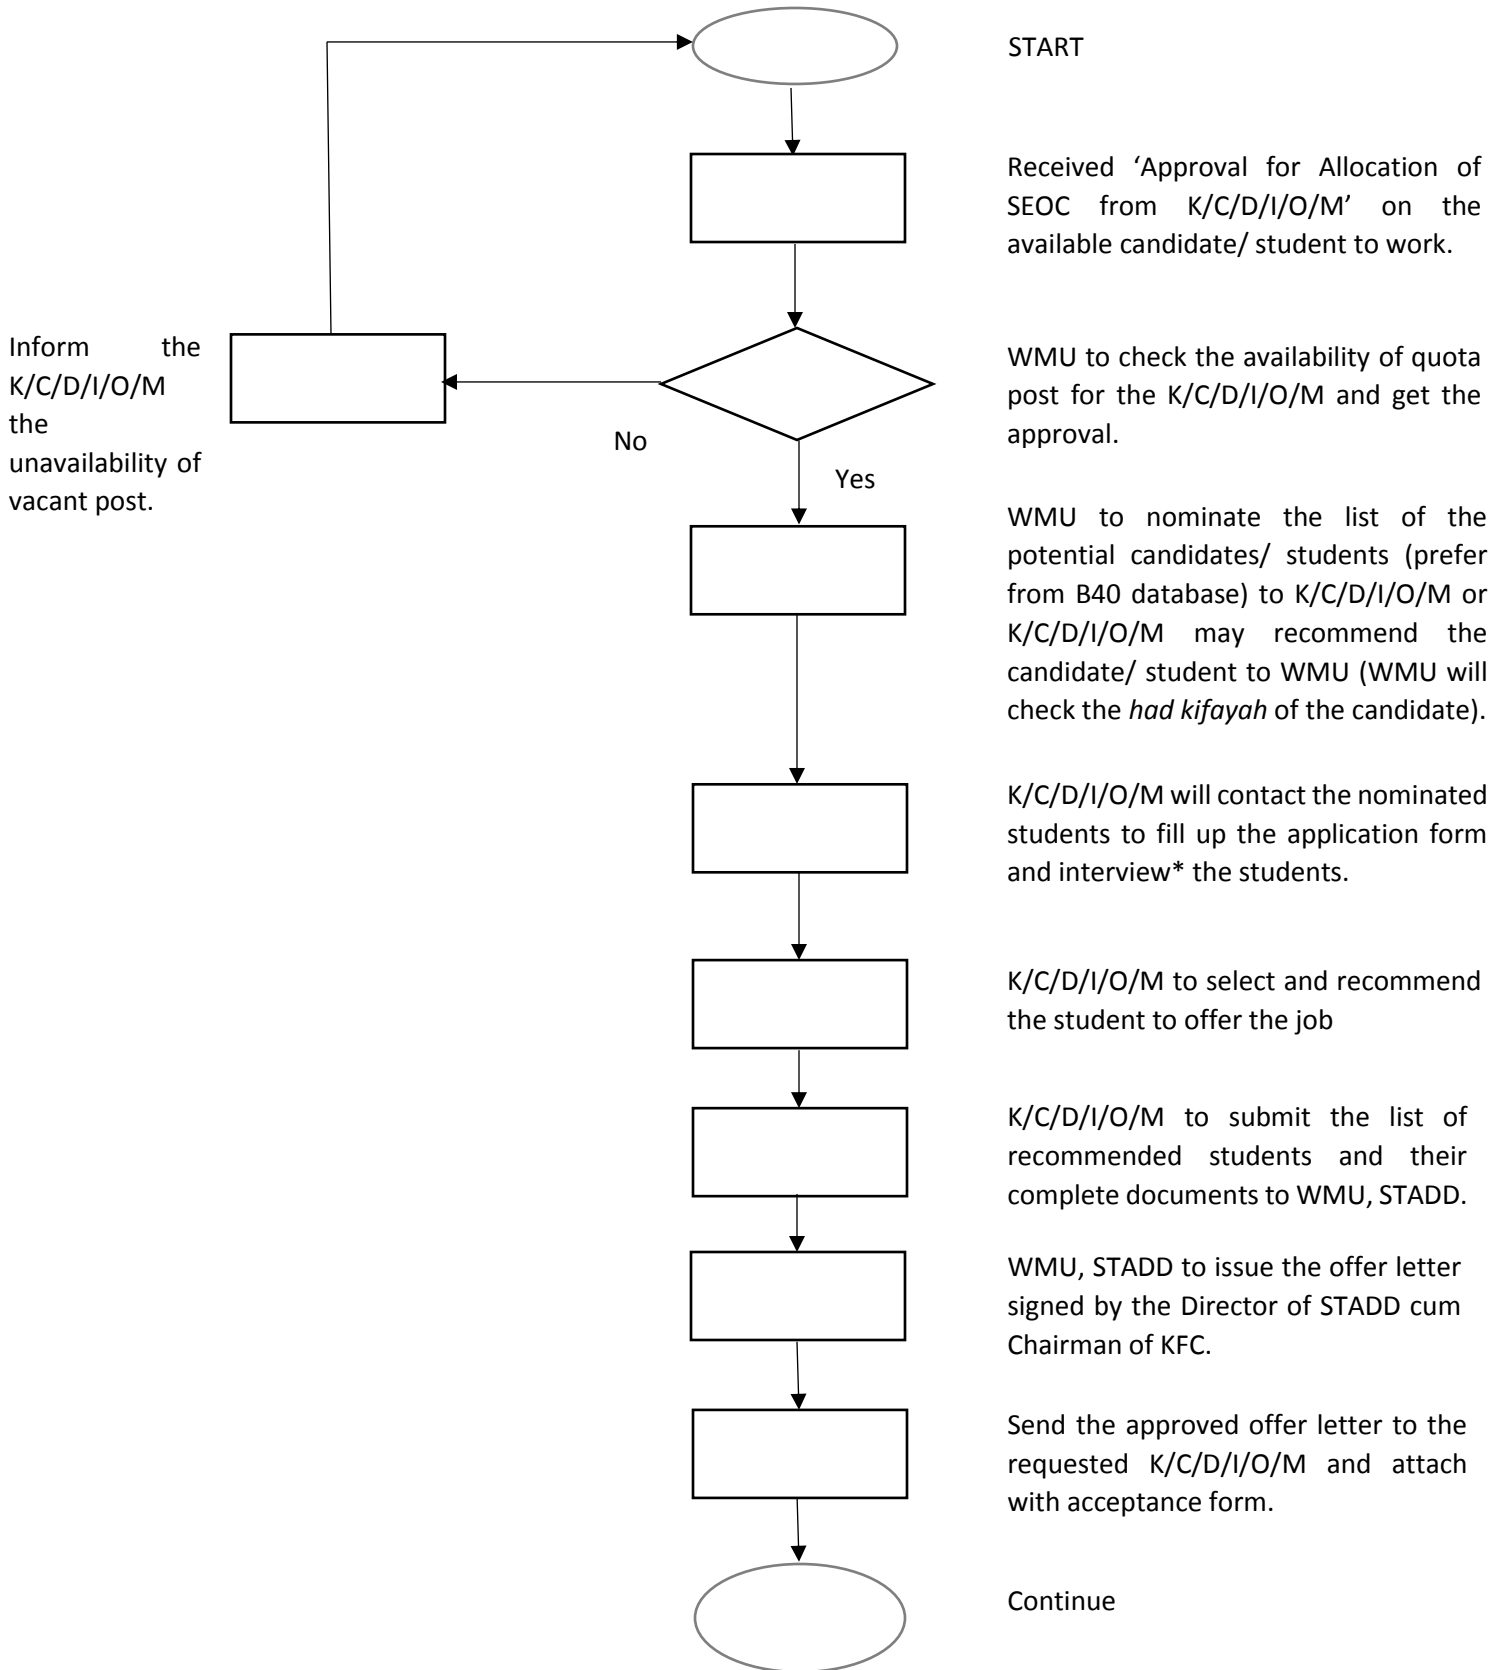 START
Received ‘Approval for Allocation of
SEOC from K/C/D/I/O/M’ on the
available candidate/ student to work.
Inform the
K/C/D/I/O/M
the
unavailability of
vacant post.
WMU to check the availability of quota
post for the K/C/D/I/O/M and get the
approval.
No
Yes
WMU to nominate the list of the
potential candidates/ students (prefer
from B40 database) to K/C/D/I/O/M or
K/C/D/I/O/M may recommend the
candidate/ student to WMU (WMU will
check the had kifayah of the candidate).
K/C/D/I/O/M will contact the nominated
students to fill up the application form
and interview* the students.
K/C/D/I/O/M to select and recommend
the student to offer the job
K/C/D/I/O/M to submit the list of
recommended students and their
complete documents to WMU, STADD.
WMU, STADD to issue the offer letter
signed by the Director of STADD cum
Chairman of KFC.
Send the approved offer letter to the
requested K/C/D/I/O/M and attach
with acceptance form.
Continue